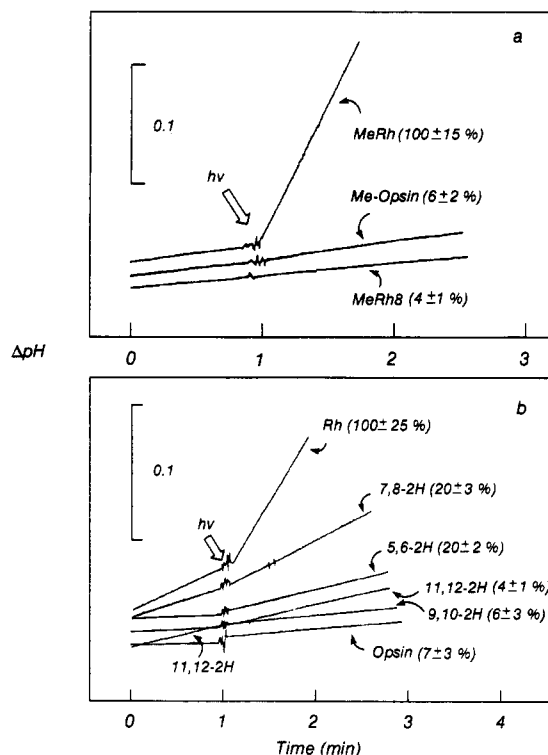 a
0.1
MeRh (100±15 %)
hν
Me-Opsin (6±2 %)
MeRh8 (4±1 %)
0 1 2 3
ΔpH
b
Rh (100±25 %)
0.1
7,8-2H (20±3 %)
hν
5,6-2H (20±2 %)
11,12-2H (4±1 %)
9,10-2H (6±3 %)
11,12-2H
Opsin (7±3 %)
0 1 2 3 4
Time (min)